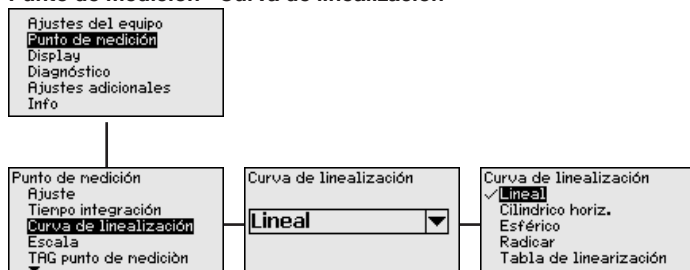 Punto de medición - Curva de linealización
Ajustes del equipo
Punto de medición
Display
Diagnóstico
Ajustes adicionales
Info
Punto de medición
Ajuste
Tiempo integración
Curva de linealización
Escala
TAG punto de mediciòn
Curva de linealización
Lineal
Curva de linealización
Lineal
Cilíndrico horiz.
Esférico
Radicar
Tabla de linearización